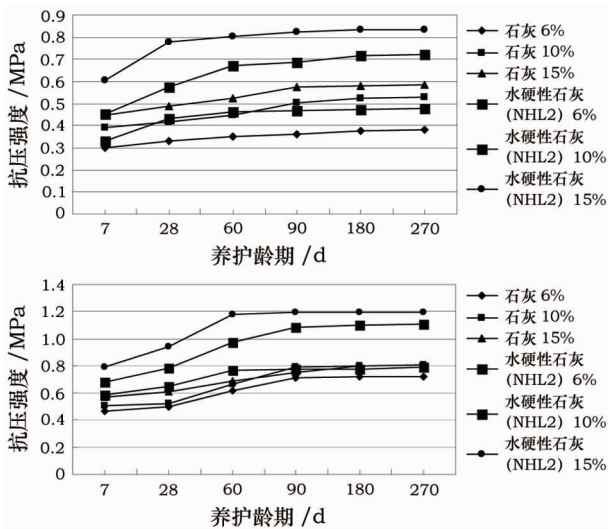 抗压强度 /MPa
0.9
0.8
0.7
0.6
0.5
0.4
0.3
0.2
0.1
0
7 28 60 90 180 270
养护龄期 /d
石灰 6%
石灰 10%
石灰 15%
水硬性石灰
(NHL2) 6%
水硬性石灰
(NHL2) 10%
水硬性石灰
(NHL2) 15%
抗压强度 /MPa
1.4
1.2
1.0
0.8
0.6
0.4
0.2
0
7 28 60 90 180 270
养护龄期 /d
石灰 6%
石灰 10%
石灰 15%
水硬性石灰
(NHL2) 6%
水硬性石灰
(NHL2) 10%
水硬性石灰
(NHL2) 15%